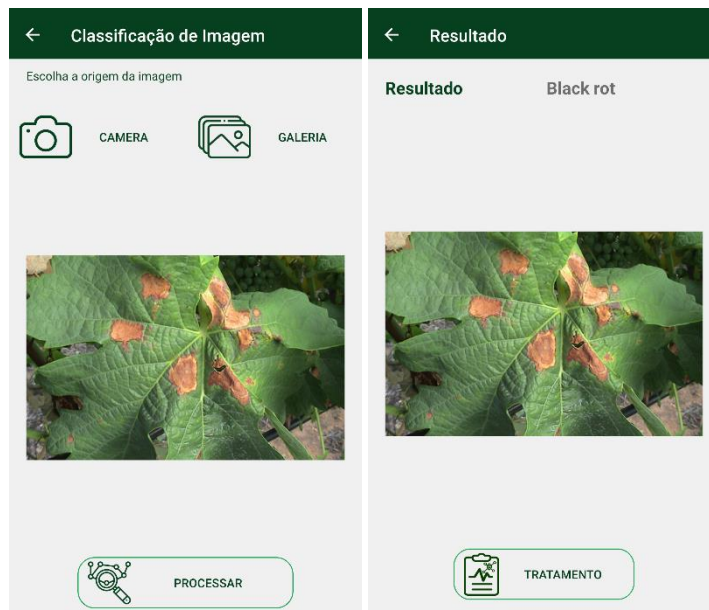 Classificação de Imagem
Escolha a origem da imagem
CAMERA
GALERIA
PROCESSAR
Resultado
Resultado
Black rot
TRATAMENTO